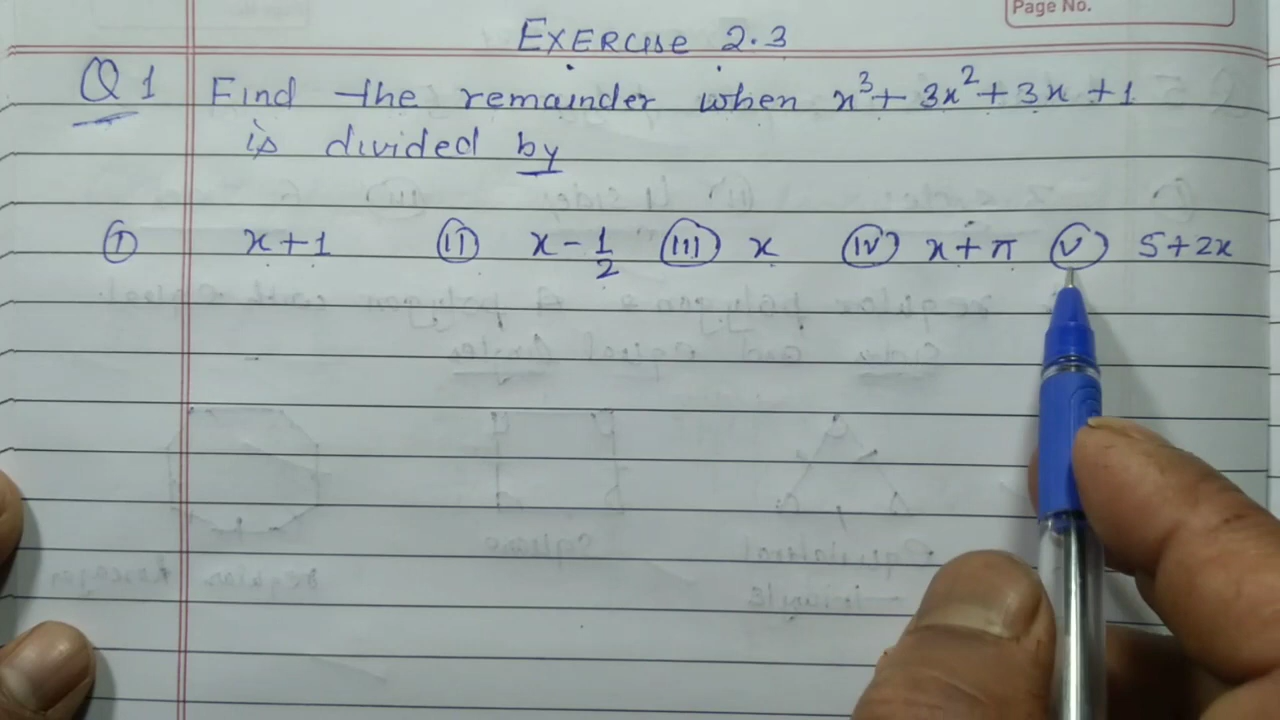 Page No.
EXERCISE 2.3
Q 1 Find the remainder when x³ + 3x² + 3x + 1
is divided by
(i) x + 1 (ii) x - 1/2 (iii) x (iv) x + π (v) 5 + 2x